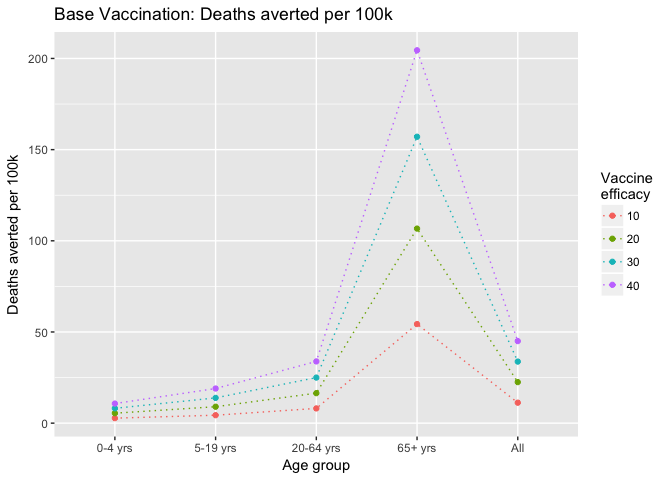 Base Vaccination: Deaths averted per 100k
Deaths averted per 100k
200
150
100
50
0
0-4 yrs
5-19 yrs
20-64 yrs
65+ yrs
All
Age group
Vaccine
efficacy
10
20
30
40